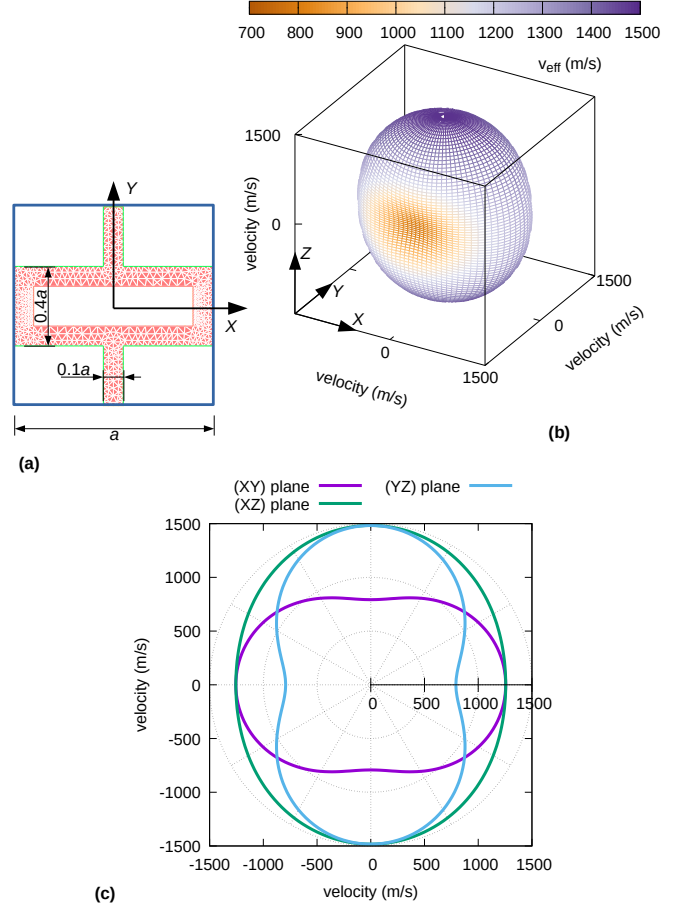 700 800 900 1000 1100 1200 1300 1400 1500
v_eff (m/s)
1500
0
velocity (m/s)
Z
Y
X
0
1500
velocity (m/s)
1500
0
velocity (m/s)
(b)
Y
X
0.4a
0.1a
a
(a)
(XY) plane
(XZ) plane
(YZ) plane
1500
1000
500
0
-500
-1000
-1500
velocity (m/s)
0 500 1000 1500
-1500 -1000 -500 0 500 1000 1500
velocity (m/s)
(c)